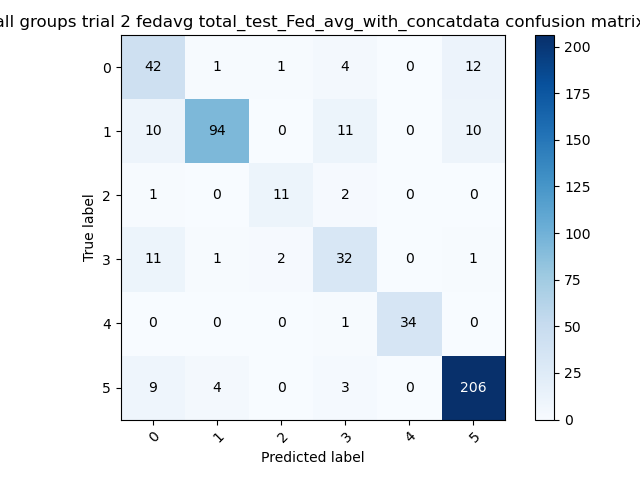 all groups trial 2 fedavg total_test_Fed_avg_with_concatdata confusion matrix
200
0 42 1 1 4 0 12
175
1 10 94 0 11 0 10
150
125
2 1 0 11 2 0 0
True label
100
3 11 1 2 32 0 1
75
4 0 0 0 1 34 0
50
25
5 9 4 0 3 0 206
0
0 1 2 3 4 5
Predicted label